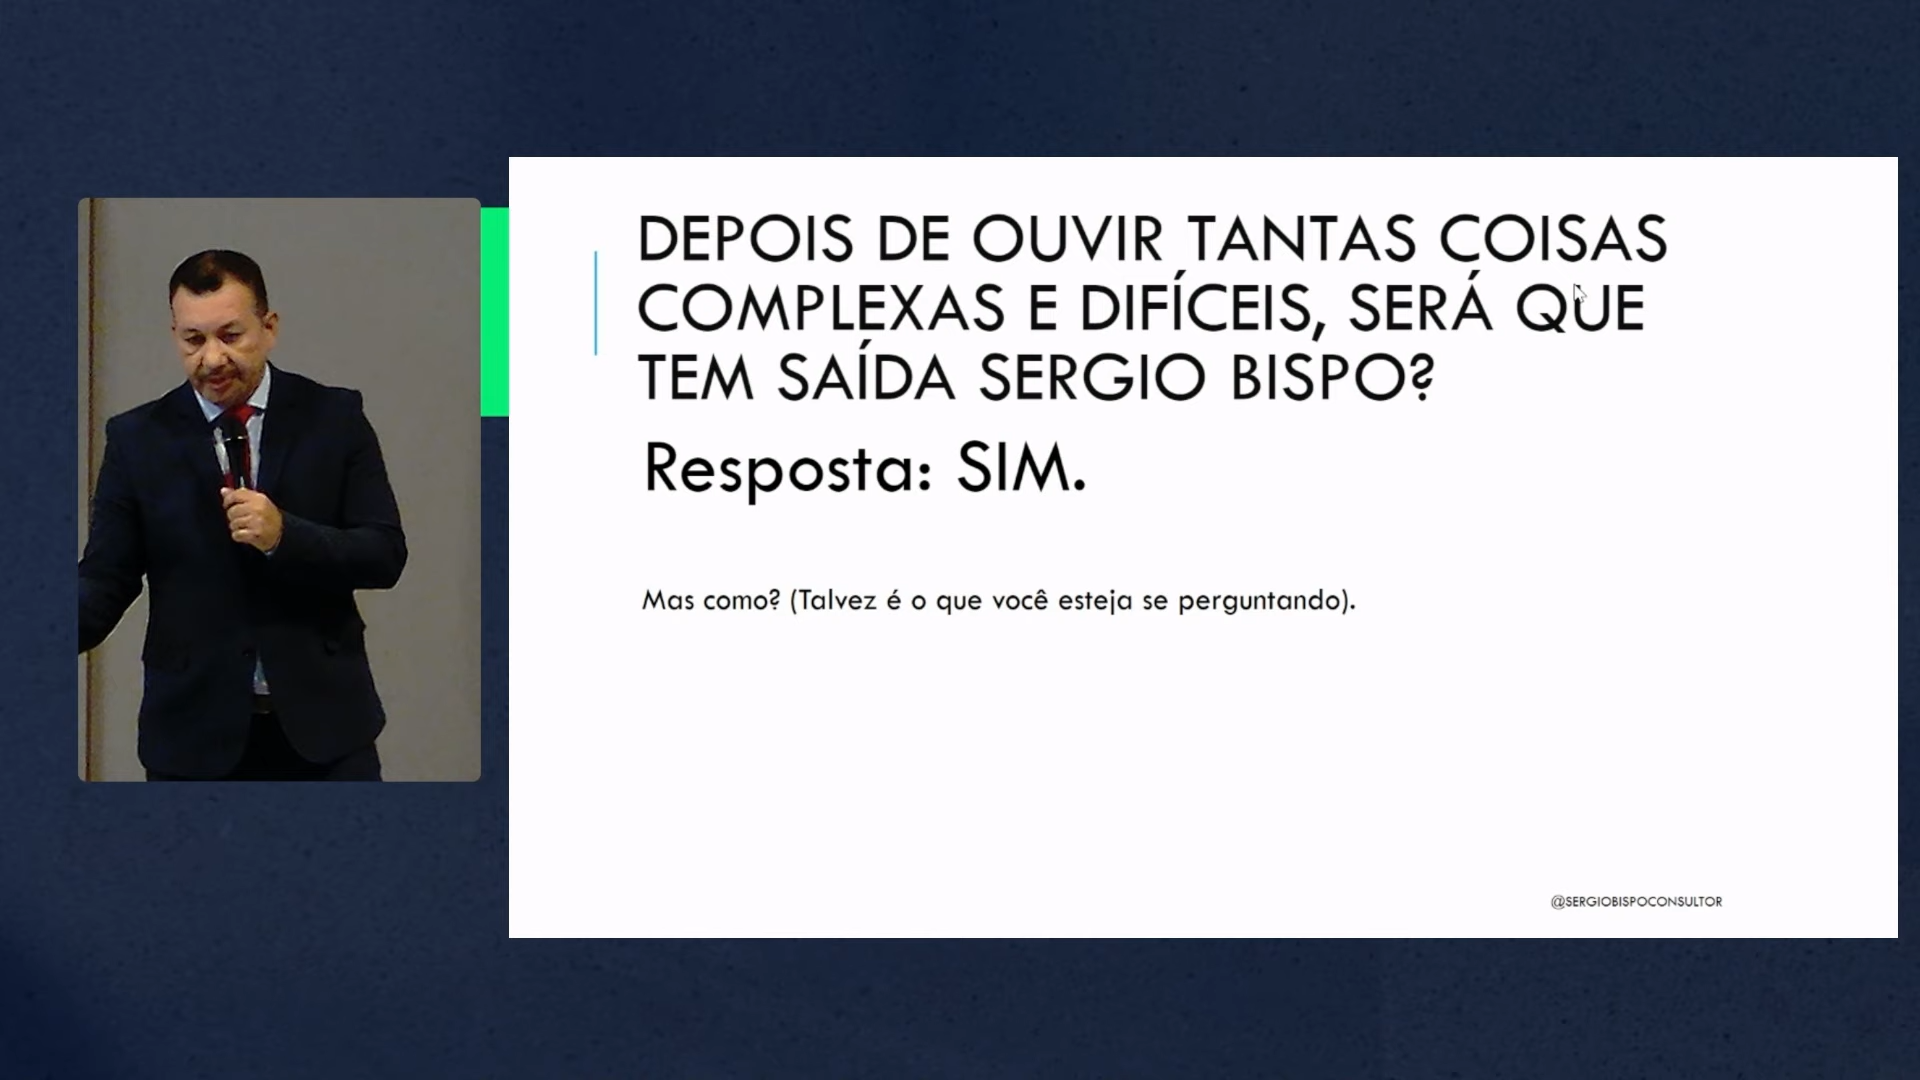 DEPOIS DE OUVIR TANTAS COISAS
COMPLEXAS E DIFÍCEIS, SERÁ QUE
TEM SAÍDA SERGIO BISPO?
Resposta: SIM.
Mas como? (Talvez é o que você esteja se perguntando).
@SERGIOBISPOCONSULTOR